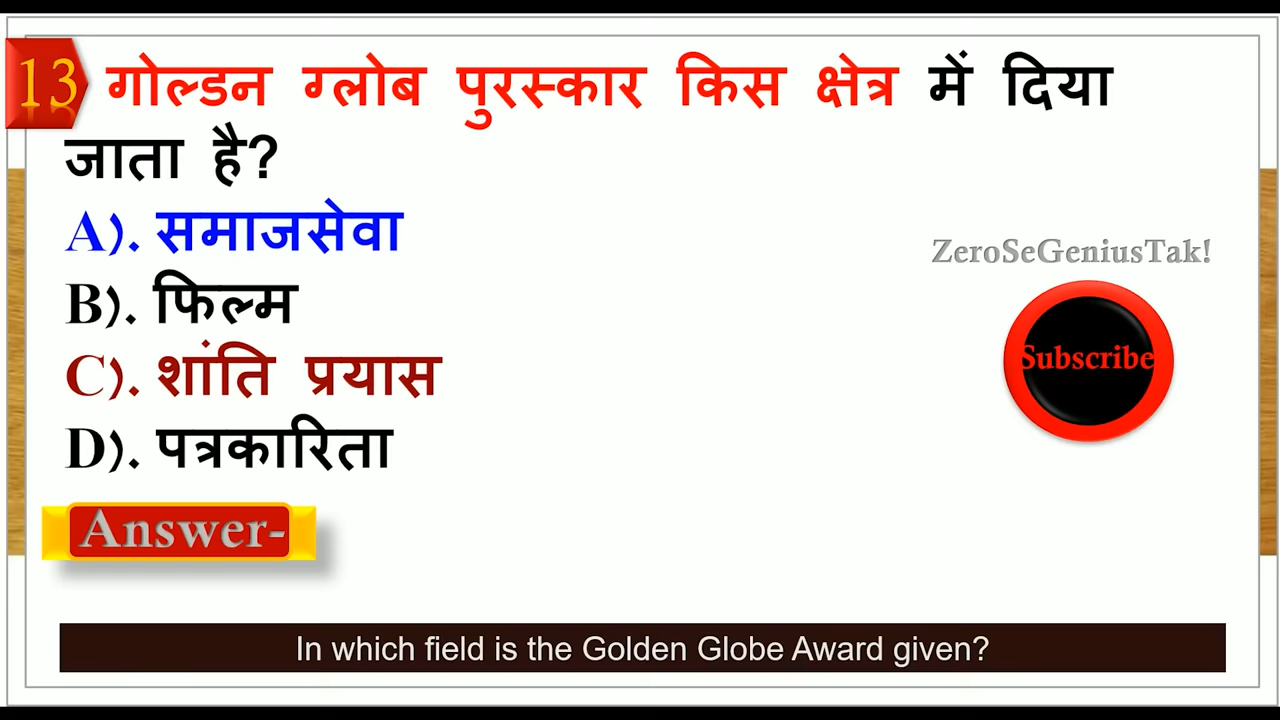 13 गोल्डन ग्लोब पुरस्कार किस क्षेत्र में दिया
जाता है?
A). समाजसेवा
B). फिल्म
C). शांति प्रयास
D). पत्रकारिता
ZeroSeGeniusTak!
Subscribe
Answer-
In which field is the Golden Globe Award given?